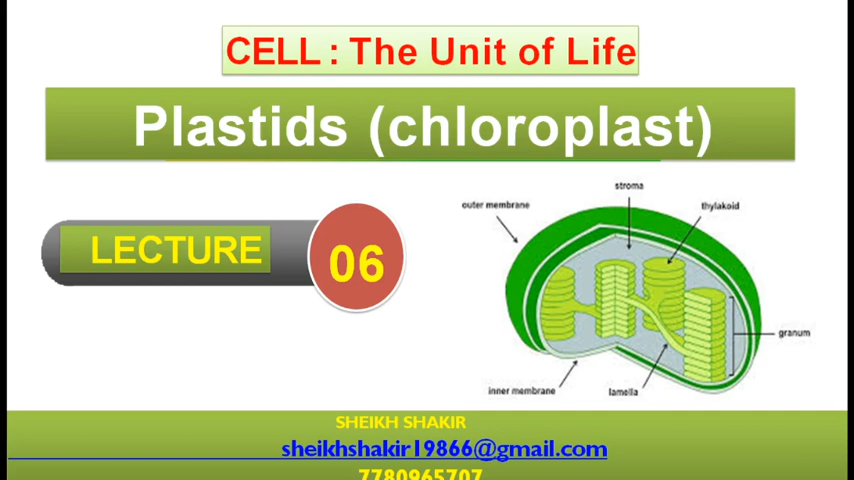 CELL : The Unit of Life
Plastids (chloroplast)
LECTURE
06
stroma
outer membrane
thylakoid
granum
inner membrane
lamella
SHEIKH SHAKIR
sheikhshakir19866@gmail.com
7780965707